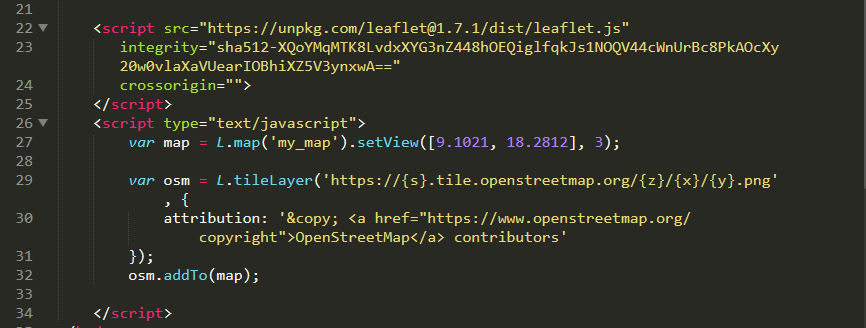 21
22 <script src="https://unpkg.com/leaflet@1.7.1/dist/leaflet.js"
23 integrity="sha512-XQoYMqMTK8LvdxXYG3nZ448hOEQiglfqkJs1NOQV44cWnUrBc8PkAOcXy
20w0vlaXaVUearIOBhiXZ5V3ynxwA=="
24 crossorigin="">
25 </script>
26 <script type="text/javascript">
27 var map = L.map('my_map').setView([9.1021, 18.2812], 3);
28
29 var osm = L.tileLayer('https://{s}.tile.openstreetmap.org/{z}/{x}/{y}.png'
, {
30 attribution: '&copy; <a href="https://www.openstreetmap.org/
copyright">OpenStreetMap</a> contributors'
31 });
32 osm.addTo(map);
33
34 </script>